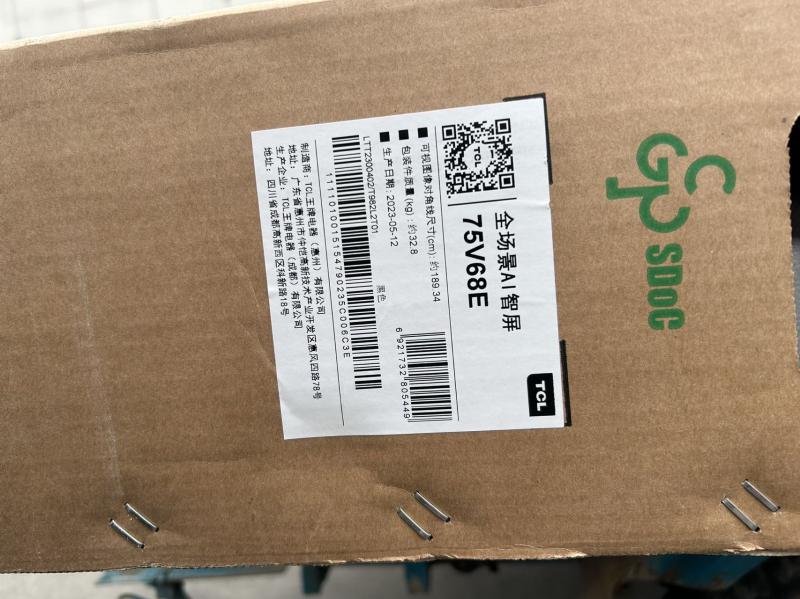 TCL
全场景AI智屏
75V68E
TCL
■ 可视图像对角线尺寸(cm): 约189.34
■ 包装件质量(kg): 约32.8
■ 生产日期: 2023-05-12
6921732805449
黑色
LTT2300402/T982L2T01
1111010015154790235C006C3E
制造商: TCL王牌电器（惠州）有限公司
地址: 广东省惠州市仲恺高新技术产业开发区惠风四路78号
生产企业: TCL王牌电器（成都）有限公司
地址: 四川省成都高新西区科新路18号
GCP SDoC